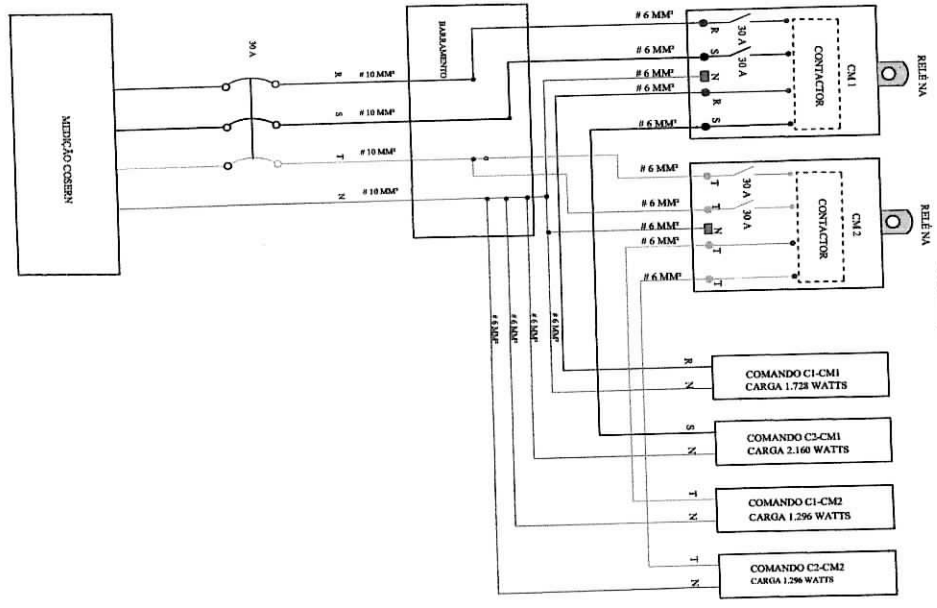 MEDIÇÃO COSERN
30 A
R
# 10 MM²
S
# 10 MM²
T
# 10 MM²
N
# 10 MM²
BARRAMENTO
# 6 MM²
R
30 A
# 6 MM²
S
30 A
# 6 MM²
N
# 6 MM²
R
# 6 MM²
S
CONTACTOR
CM 1
RELÉ NA
# 6 MM²
T
30 A
# 6 MM²
T
30 A
# 6 MM²
N
# 6 MM²
T
# 6 MM²
T
CONTACTOR
CM 2
RELÉ NA
# 6 MM²
# 6 MM²
# 6 MM²
# 6 MM²
R
N
COMANDO C1-CM1
CARGA 1.728 WATTS
S
N
COMANDO C2-CM1
CARGA 2.160 WATTS
T
N
COMANDO C1-CM2
CARGA 1.296 WATTS
T
N
COMANDO C2-CM2
CARGA 1.296 WATTS